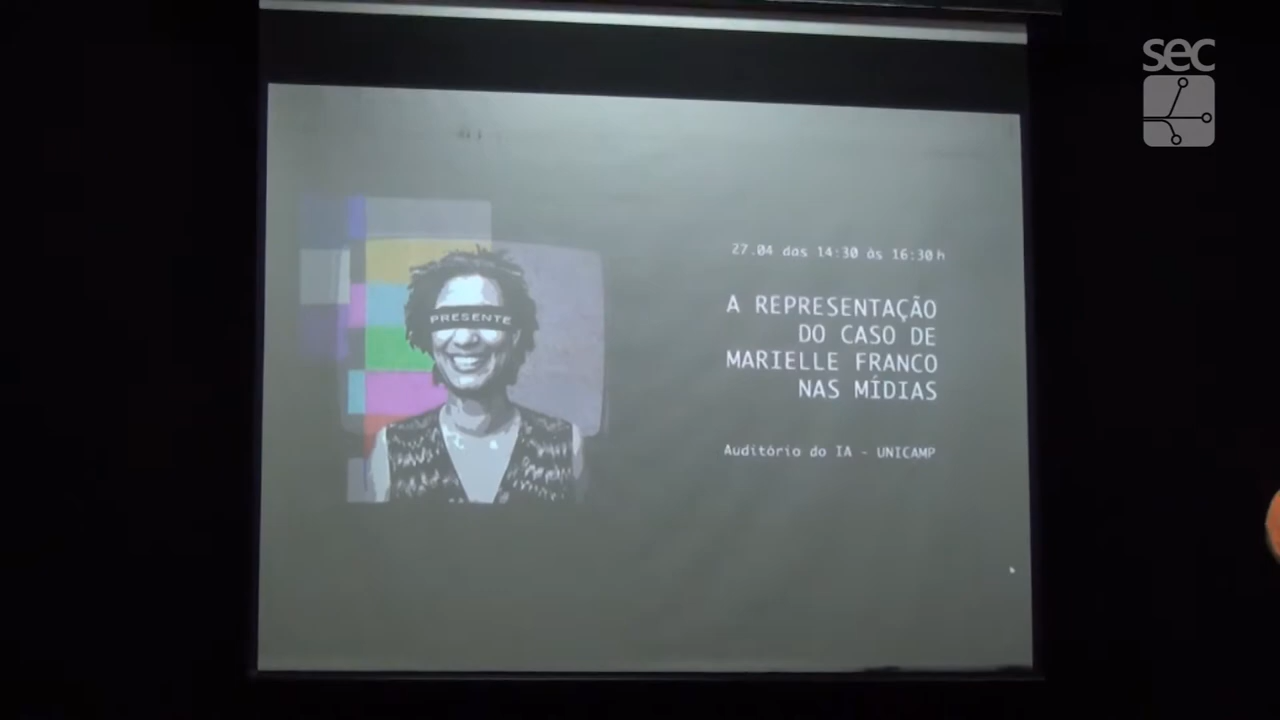 sec
27.04 das 14:30 às 16:30h
A REPRESENTAÇÃO
DO CASO DE
MARIELLE FRANCO
NAS MÍDIAS
PRESENTE
Auditório do IA - UNICAMP